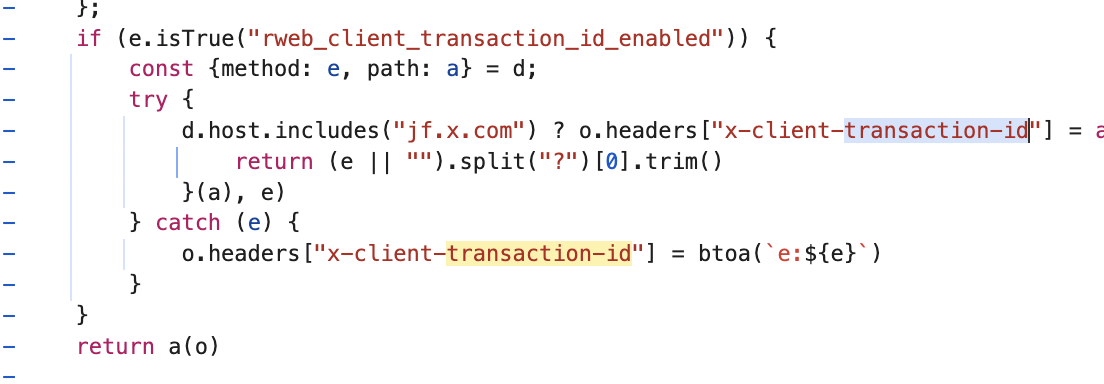 };
if (e.isTrue("rweb_client_transaction_id_enabled")) {
const {method: e, path: a} = d;
try {
d.host.includes("jf.x.com") ? o.headers["x-client-transaction-id"] = a
return (e || "").split("?")[0].trim()
}(a), e)
} catch (e) {
o.headers["x-client-transaction-id"] = btoa(`e:${e}`)
}
}
return a(o)